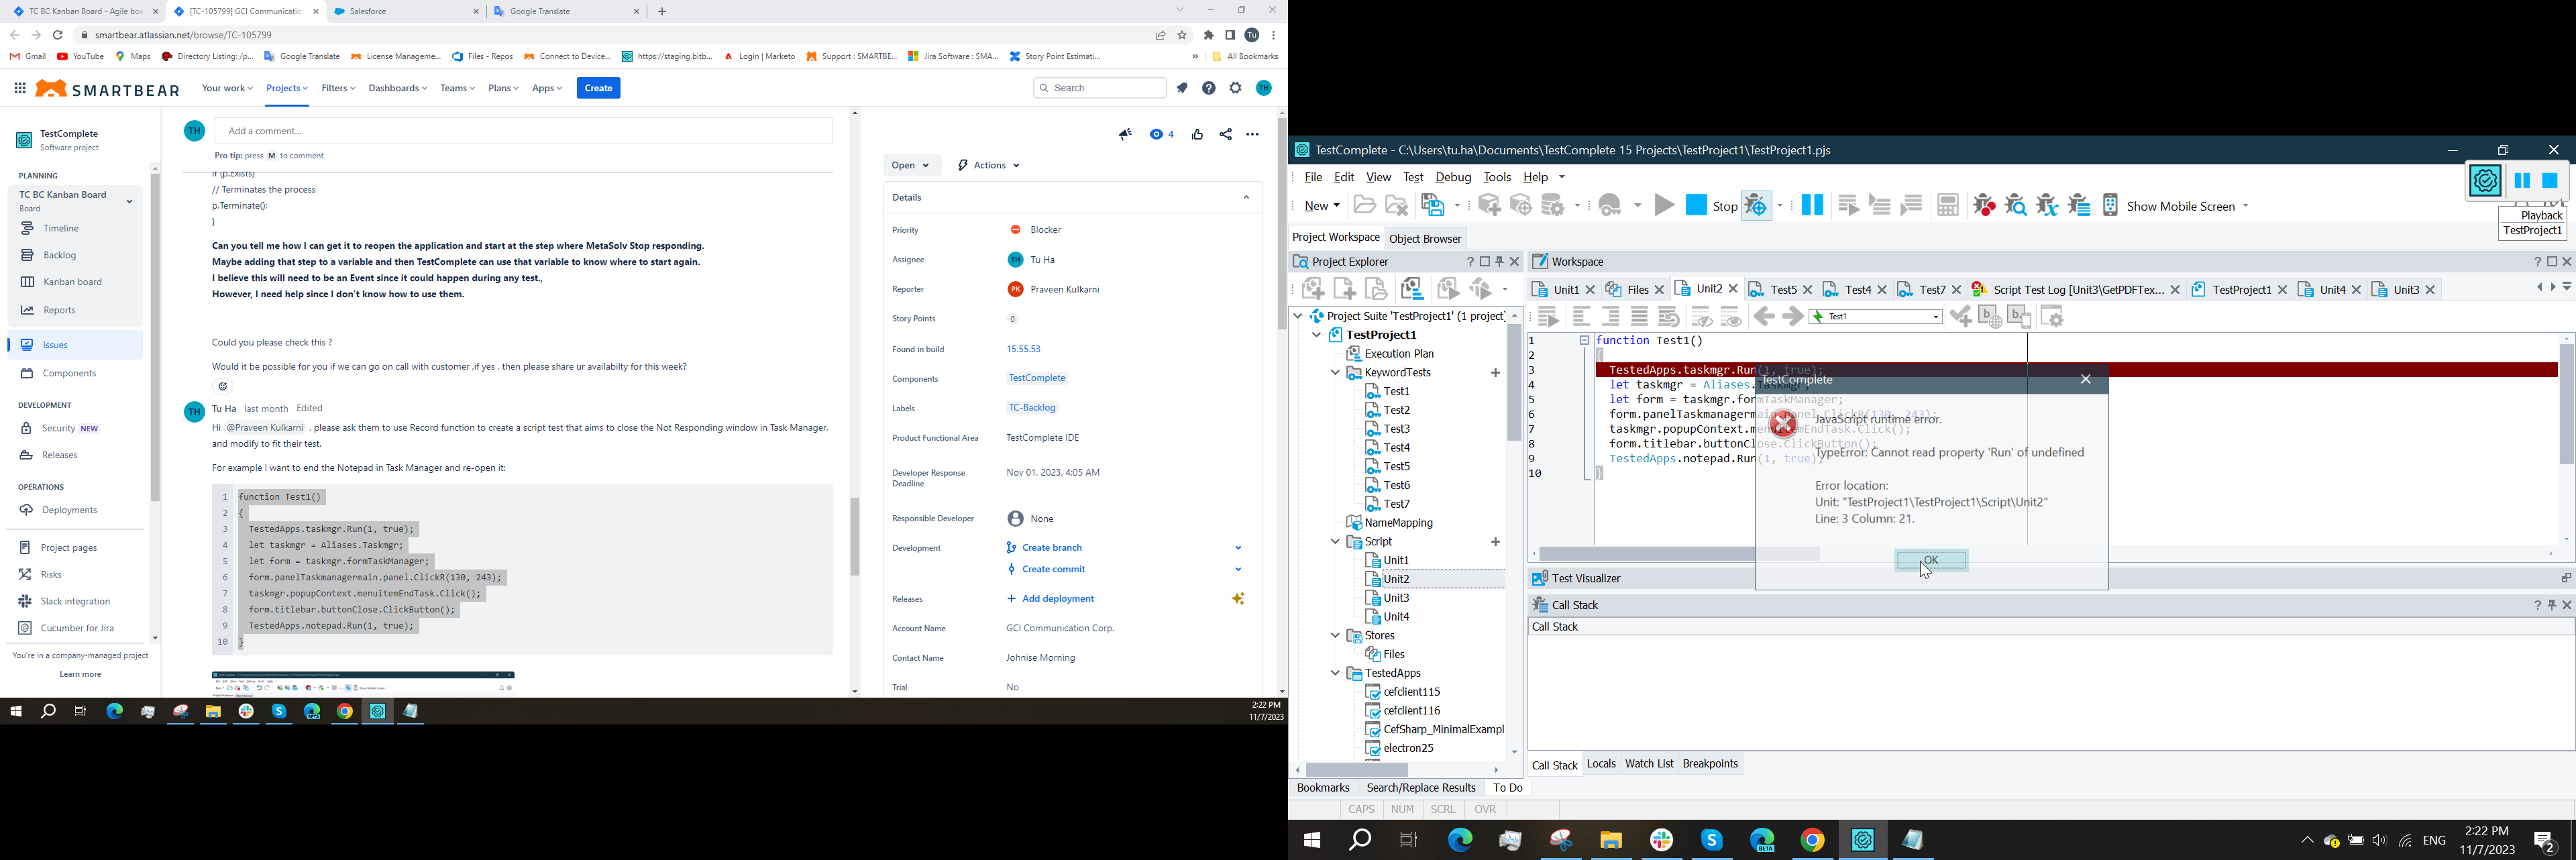 TC BC Kanban Board - Agile boa
[TC-105799] GCI Communication
Salesforce
Google Translate
smartbear.atlassian.net/browse/TC-105799
Tu
Gmail
YouTube
Maps
Directory Listing: /p...
Google Translate
License Manageme...
Files - Repos
Connect to Device...
https://staging.bitb...
Login | Marketo
Support : SMARTBE...
Jira Software : SMA...
Story Point Estimati...
»
All Bookmarks
SMARTBEAR
Your work
Projects
Filters
Dashboards
Teams
Plans
Apps
Create
Search
TH
TestComplete
Software project
PLANNING
TC BC Kanban Board
Board
Timeline
Backlog
Kanban board
Reports
Issues
Components
DEVELOPMENT
Security NEW
Releases
OPERATIONS
Deployments
Project pages
Risks
Slack integration
Cucumber for Jira
You're in a company-managed project
Learn more
TH
Add a comment...
Pro tip: press M to comment
if (p.Exists)
// Terminates the process
p.Terminate();
}
Can you tell me how I can get it to reopen the application and start at the step where MetaSolv Stop responding.
Maybe adding that step to a variable and then TestComplete can use that variable to know where to start again.
I believe this will need to be an Event since it could happen during any test.,
However, I need help since I don't know how to use them.
Could you please check this ?
Would it be possible for you if we can go on call with customer ,if yes , then please share ur availabilty for this week?
TH
Tu Ha last month Edited
Hi @Praveen Kulkarni , please ask them to use Record function to create a script test that aims to close the Not Responding window in Task Manager,
and modify to fit their test.
For example I want to end the Notepad in Task Manager and re-open it:
1 function Test1()
2 {
3 TestedApps.taskmgr.Run(1, true);
4 let taskmgr = Aliases.Taskmgr;
5 let form = taskmgr.formTaskManager;
6 form.panelTaskmanagermain.panel.ClickR(130, 243);
7 taskmgr.popupContext.menuitemEndTask.Click();
8 form.titlebar.buttonClose.ClickButton();
9 TestedApps.notepad.Run(1, true);
10 }
4
Open
Actions
Details
Priority
Blocker
Assignee
TH Tu Ha
Reporter
PK Praveen Kulkarni
Story Points
0
Found in build
15.55.53
Components
TestComplete
Labels
TC-Backlog
Product Functional Area
TestComplete IDE
Developer Response
Deadline
Nov 01, 2023, 4:05 AM
Responsible Developer
None
Development
Create branch
Create commit
Releases
+ Add deployment
Account Name
GCI Communication Corp.
Contact Name
Johnise Morning
Trial
No
2:22 PM
11/7/2023
TestComplete - C:\Users\tu.ha\Documents\TestComplete 15 Projects\TestProject1\TestProject1.pjs
File Edit View Test Debug Tools Help
New
Stop
Show Mobile Screen
Playback
TestProject1
Project Workspace
Object Browser
Project Explorer
?
Project Suite 'TestProject1' (1 project)
TestProject1
Execution Plan
KeywordTests
Test1
Test2
Test3
Test4
Test5
Test6
Test7
NameMapping
Script
Unit1
Unit2
Unit3
Unit4
Stores
Files
TestedApps
cefclient115
cefclient116
CefSharp_MinimalExampl
electron25
Bookmarks
Search/Replace Results
To Do
CAPS NUM SCRL OVR
Workspace
?
Unit1
Files
Unit2
Test5
Test4
Test7
Script Test Log [Unit3\GetPDFTex...
TestProject1
Unit4
Unit3
Test1
1 function Test1()
2 {
3 TestedApps.taskmgr.Run(1, true);
4 let taskmgr = Aliases.Taskmgr;
5 let form = taskmgr.formTaskManager;
6 form.panelTaskmanagermain.panel.ClickR(130, 243);
7 taskmgr.popupContext.menuitemEndTask.Click();
8 form.titlebar.buttonClose.ClickButton();
9 TestedApps.notepad.Run(1, true);
10 }
TestComplete
JavaScript runtime error.
TypeError: Cannot read property 'Run' of undefined
Error location:
Unit: "TestProject1\TestProject1\Script\Unit2"
Line: 3 Column: 21.
OK
Test Visualizer
Call Stack
?
Call Stack
Call Stack
Locals
Watch List
Breakpoints
BETA
ENG
2:22 PM
11/7/2023
2